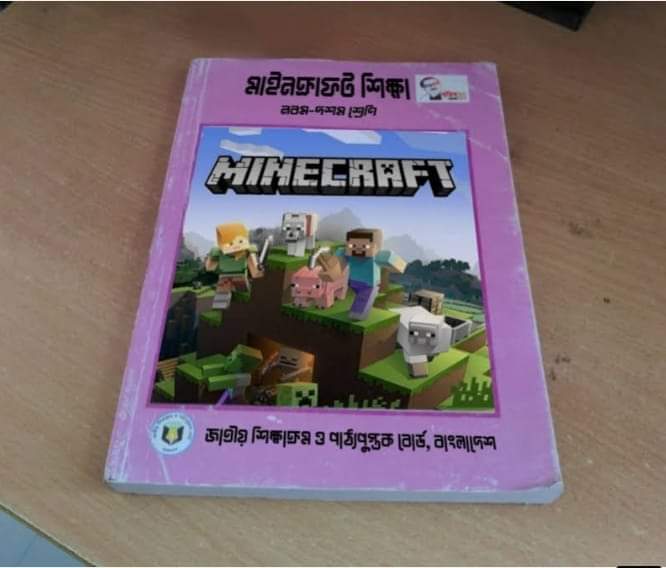 মাইনক্রাফট শিক্ষা
নবম-দশম শ্রেণি
MINECRAFT
জাতীয় শিক্ষাক্রম ও পাঠ্যপুস্তক বোর্ড, বাংলাদেশ